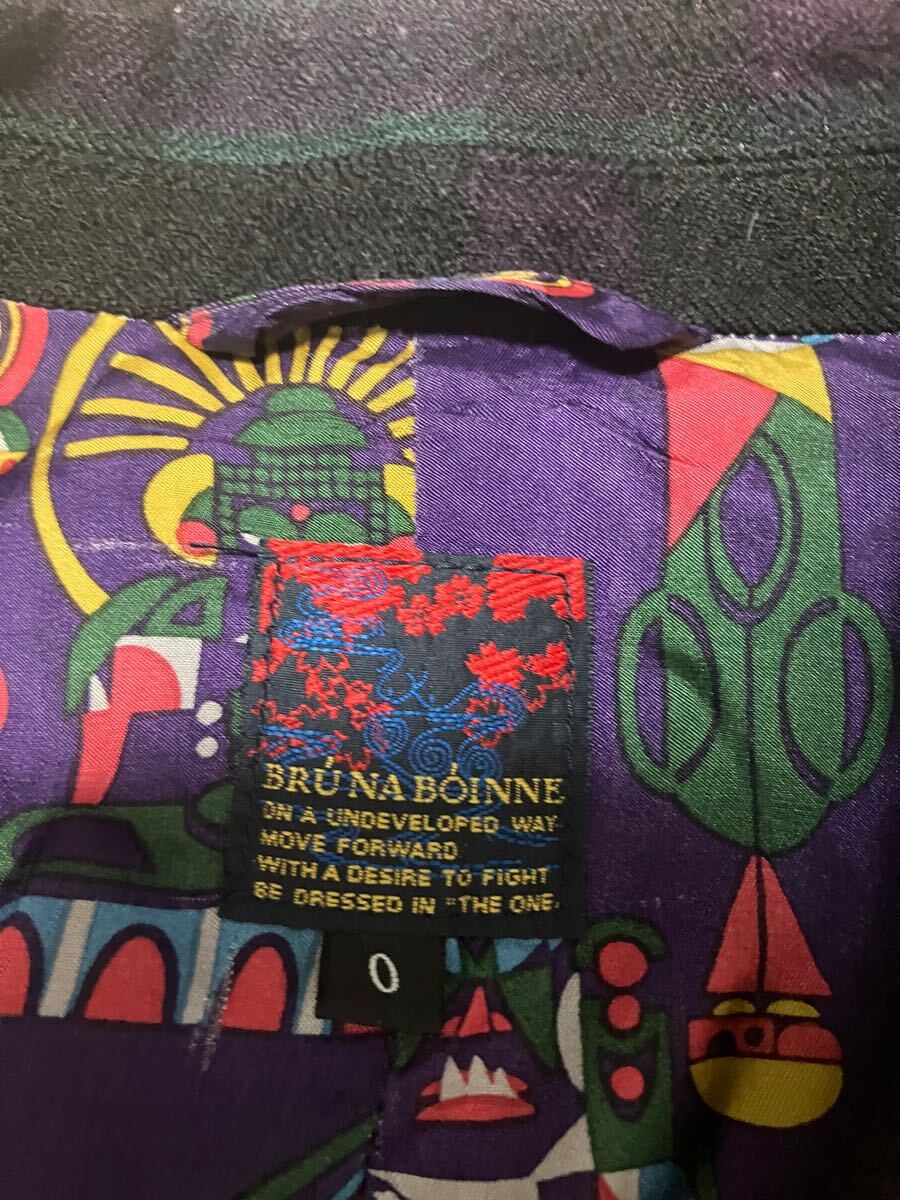 BRÚ NA BÓINNE
ON A UNDEVELOPED WAY
MOVE FORWARD
WITH A DESIRE TO FIGHT
BE DRESSED IN "THE ONE.
0